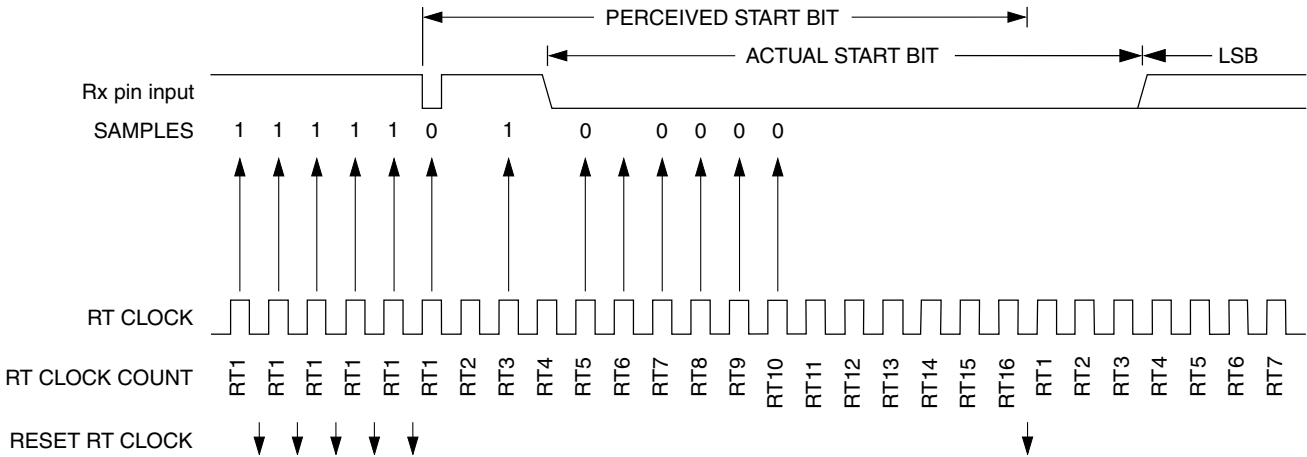 PERCEIVED START BIT
ACTUAL START BIT
LSB
Rx pin input
SAMPLES 1 1 1 1 1 0 1 0 0 0 0 0
RT CLOCK
RT CLOCK COUNT RT1 RT1 RT1 RT1 RT1 RT1 RT2 RT3 RT4 RT5 RT6 RT7 RT8 RT9 RT10 RT11 RT12 RT13 RT14 RT15 RT16 RT1 RT2 RT3 RT4 RT5 RT6 RT7
RESET RT CLOCK